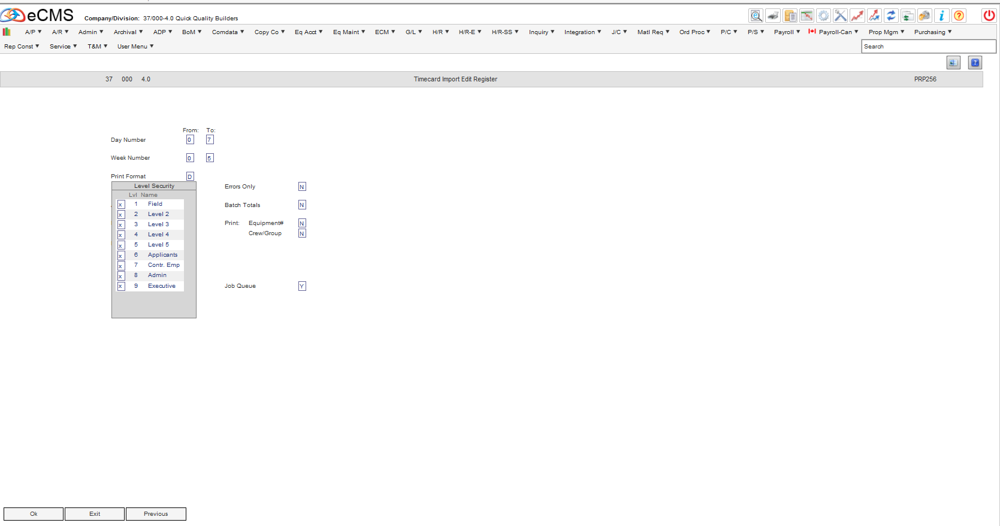 eCMS Company/Division: 37/000-4.0 Quick Quality Builders
A/P A/R Admin Archival ADP BoM Comdata Copy Co Eq Acct Eq Maint ECM G/L H/R H/R-E H/R-SS Inquiry Integration J/C Matl Req Ord Proc P/C P/S Payroll Payroll-Can Prop Mgm Purchasing
Rep Const Service T&M User Menu Search
37 000 4.0 Timecard Import Edit Register PRP256
From: To:
Day Number 0 7
Week Number 0 5
Print Format D
Level Security
Lvl Name
x 1 Field
x 2 Level 2
x 3 Level 3
x 4 Level 4
x 5 Level 5
x 6 Applicants
x 7 Contr. Emp
x 8 Admin
x 9 Executive
Errors Only N
Batch Totals N
Print: Equipment# N
Crew/Group N
Job Queue Y
Ok Exit Previous